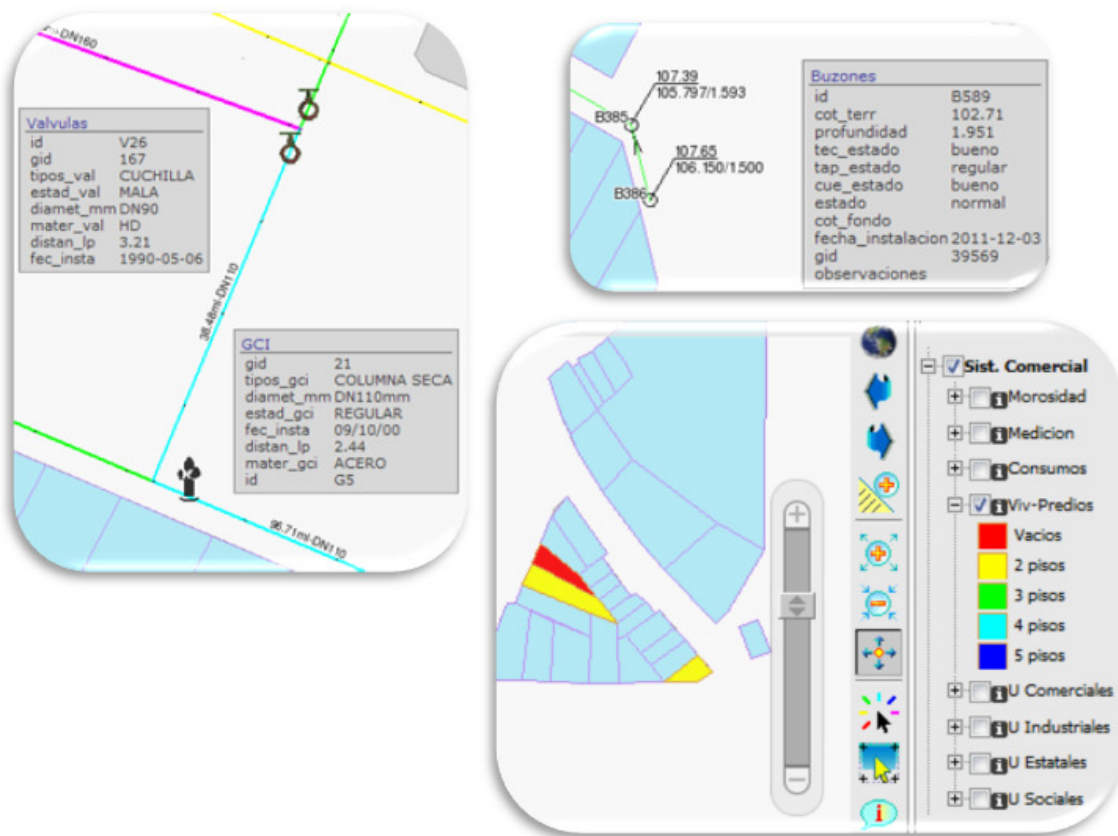 DN160
Valvulas
id V26
gid 167
tipos_val CUCHILLA
estad_val MALA
diamet_mm DN90
mater_val HD
distan_lp 3.21
fec_insta 1990-05-06
38.48ml-DN110
GCI
gid 21
tipos_gci COLUMNA SECA
diamet_mm DN110mm
estad_gci REGULAR
fec_insta 09/10/00
distan_lp 2.44
mater_gci ACERO
id G5
96.71ml-DN110
107.39
105.797/1.593
B385
107.65
106.150/1.500
B386
Buzones
id B589
cot_terr 102.71
profundidad 1.951
tec_estado bueno
tap_estado regular
cue_estado bueno
estado normal
cot_fondo
fecha_instalacion 2011-12-03
gid 39569
observaciones
Sist. Comercial
Morosidad
Medicion
Consumos
Viv-Predios
Vacios
2 pisos
3 pisos
4 pisos
5 pisos
U Comerciales
U Industriales
U Estatales
U Sociales